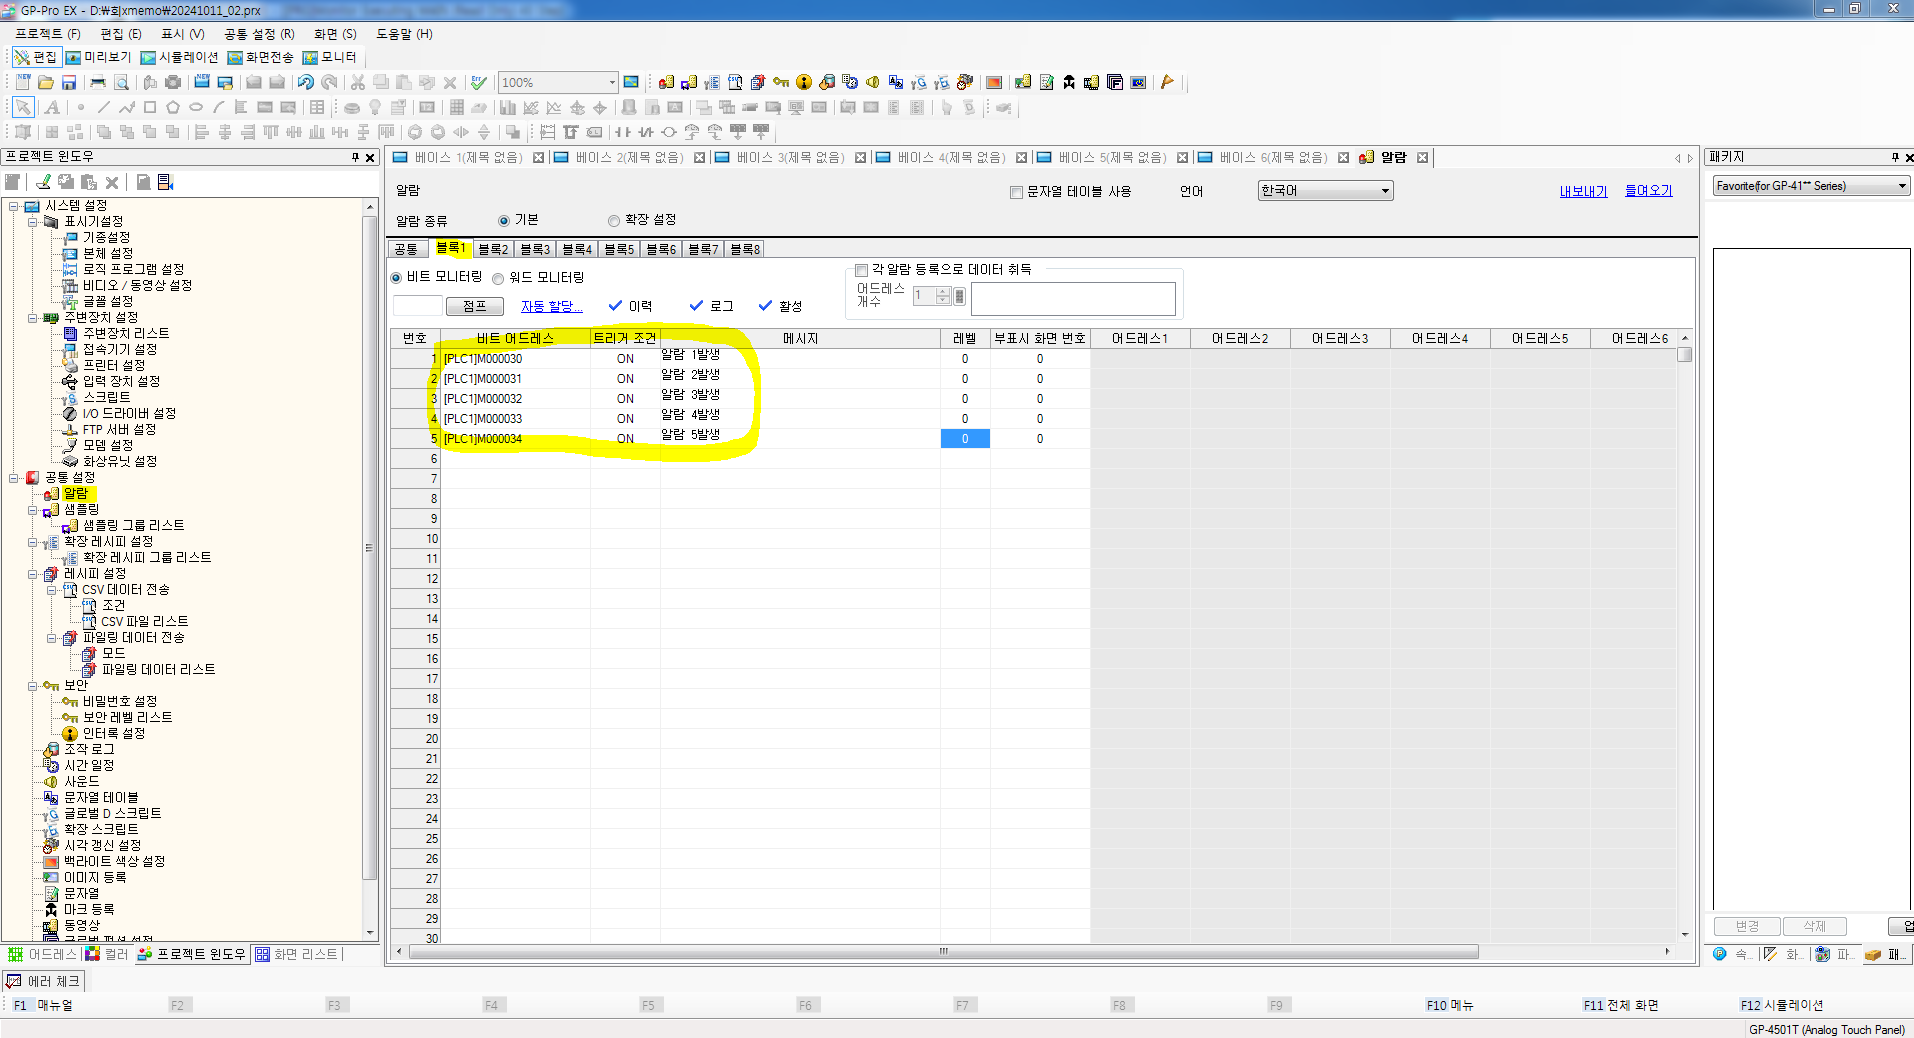 GP-Pro EX - D:₩회xmemo₩20241011_02.prx
프로젝트 (F) 편집 (E) 표시 (V) 공통 설정 (R) 화면 (S) 도움말 (H)
편집 미리보기 시뮬레이션 화면전송 모니터
100%
프로젝트 윈도우
베이스 1(제목 없음) 베이스 2(제목 없음) 베이스 3(제목 없음) 베이스 4(제목 없음) 베이스 5(제목 없음) 베이스 6(제목 없음) 알람
패키지
Favorite(for GP-41** Series)
시스템 설정
표시기설정
기종설정
본체 설정
로직 프로그램 설정
비디오 / 동영상 설정
글꼴 설정
주변장치 설정
주변장치 리스트
접속기기 설정
프린터 설정
입력 장치 설정
스크립트
I/O 드라이버 설정
FTP 서버 설정
모뎀 설정
화상유닛 설정
공통 설정
알람
샘플링
샘플링 그룹 리스트
확장 레시피 설정
확장 레시피 그룹 리스트
레시피 설정
CSV 데이터 전송
조건
CSV 파일 리스트
파일링 데이터 전송
모드
파일링 데이터 리스트
보안
비밀번호 설정
보안 레벨 리스트
인터록 설정
조작 로그
시간 일정
사운드
문자열 테이블
글로벌 D 스크립트
확장 스크립트
시각 갱신 설정
백라이트 색상 설정
이미지 등록
문자열
마크 등록
동영상
글로벌 펑션 설정
어드레스 컬러 프로젝트 윈도우 화면 리스트
알람
문자열 테이블 사용 언어 한국어 내보내기 들여오기
알람 종류 기본 확장 설정
공통 블록1 블록2 블록3 블록4 블록5 블록6 블록7 블록8
비트 모니터링 워드 모니터링
각 알람 등록으로 데이터 취득
점프 자동 할당... 이력 로그 활성
어드레스 개수 1
번호 비트 어드레스 트리거 조건 메시지 레벨 부표시 화면 번호 어드레스1 어드레스2 어드레스3 어드레스4 어드레스5 어드레스6
1 [PLC1]M000030 ON 알람 1발생 0 0
2 [PLC1]M000031 ON 알람 2발생 0 0
3 [PLC1]M000032 ON 알람 3발생 0 0
4 [PLC1]M000033 ON 알람 4발생 0 0
5 [PLC1]M000034 ON 알람 5발생 0 0
6
7
8
9
10
11
12
13
14
15
16
17
18
19
20
21
22
23
24
25
26
27
28
29
30
변경 삭제 업
속... 화... 파... 패...
에러 체크
F1 매뉴얼 F2 F3 F4 F5 F6 F7 F8 F9 F10 메뉴 F11 전체 화면 F12 시뮬레이션
GP-4501T (Analog Touch Panel)